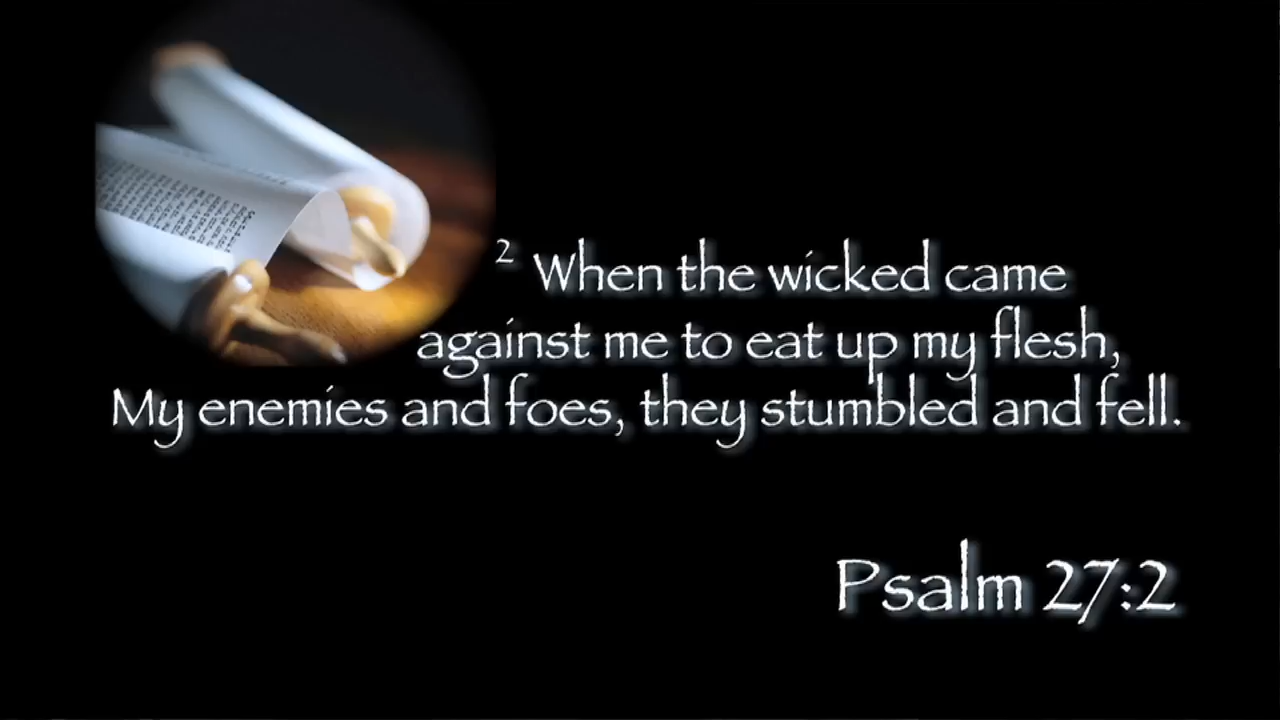 2 When the wicked came
against me to eat up my flesh,
My enemies and foes, they stumbled and fell.
Psalm 27:2